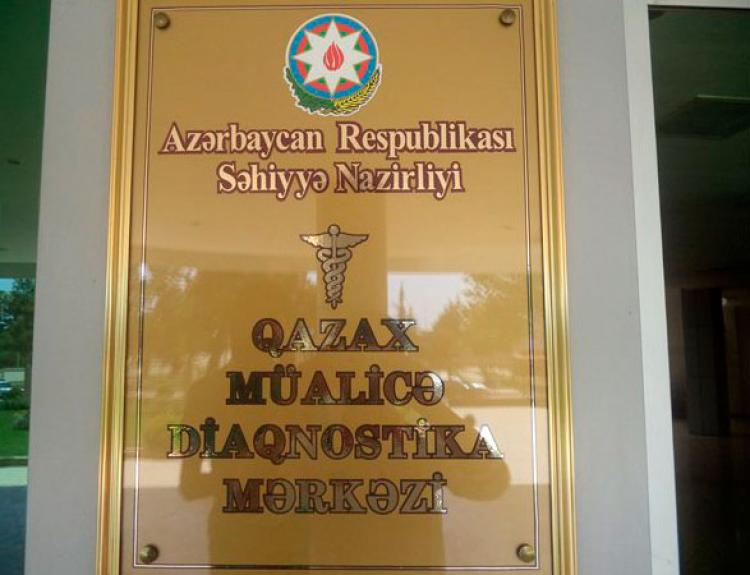 Azərbaycan Respublikası
Səhiyyə Nazirliyi
QAZAX
MÜALİCƏ
DİAQNOSTİKA
MƏRKƏZİ